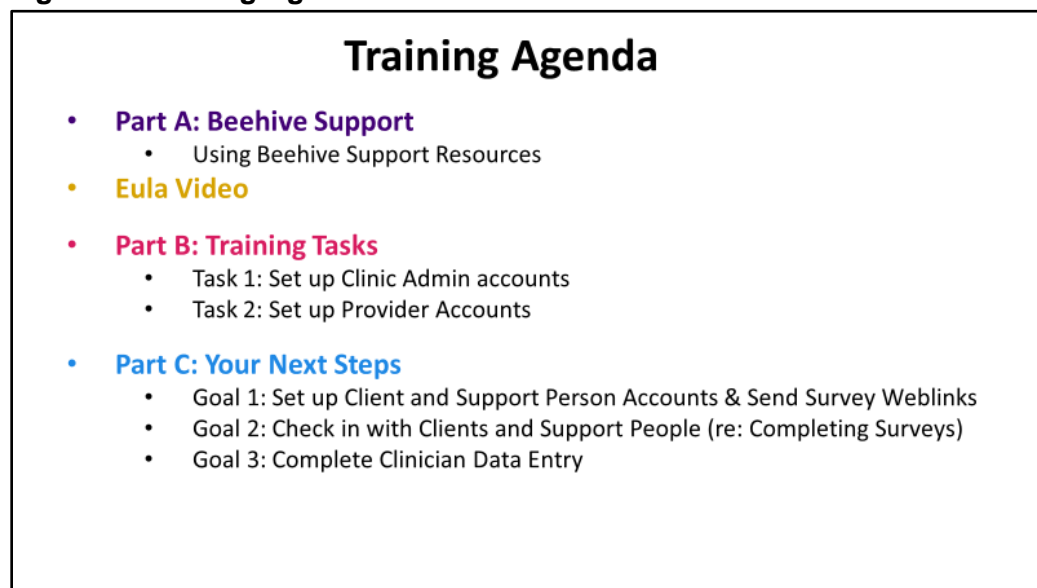 Training Agenda
• Part A: Beehive Support
• Using Beehive Support Resources
• Eula Video
• Part B: Training Tasks
• Task 1: Set up Clinic Admin accounts
• Task 2: Set up Provider Accounts
• Part C: Your Next Steps
• Goal 1: Set up Client and Support Person Accounts & Send Survey Weblinks
• Goal 2: Check in with Clients and Support People (re: Completing Surveys)
• Goal 3: Complete Clinician Data Entry